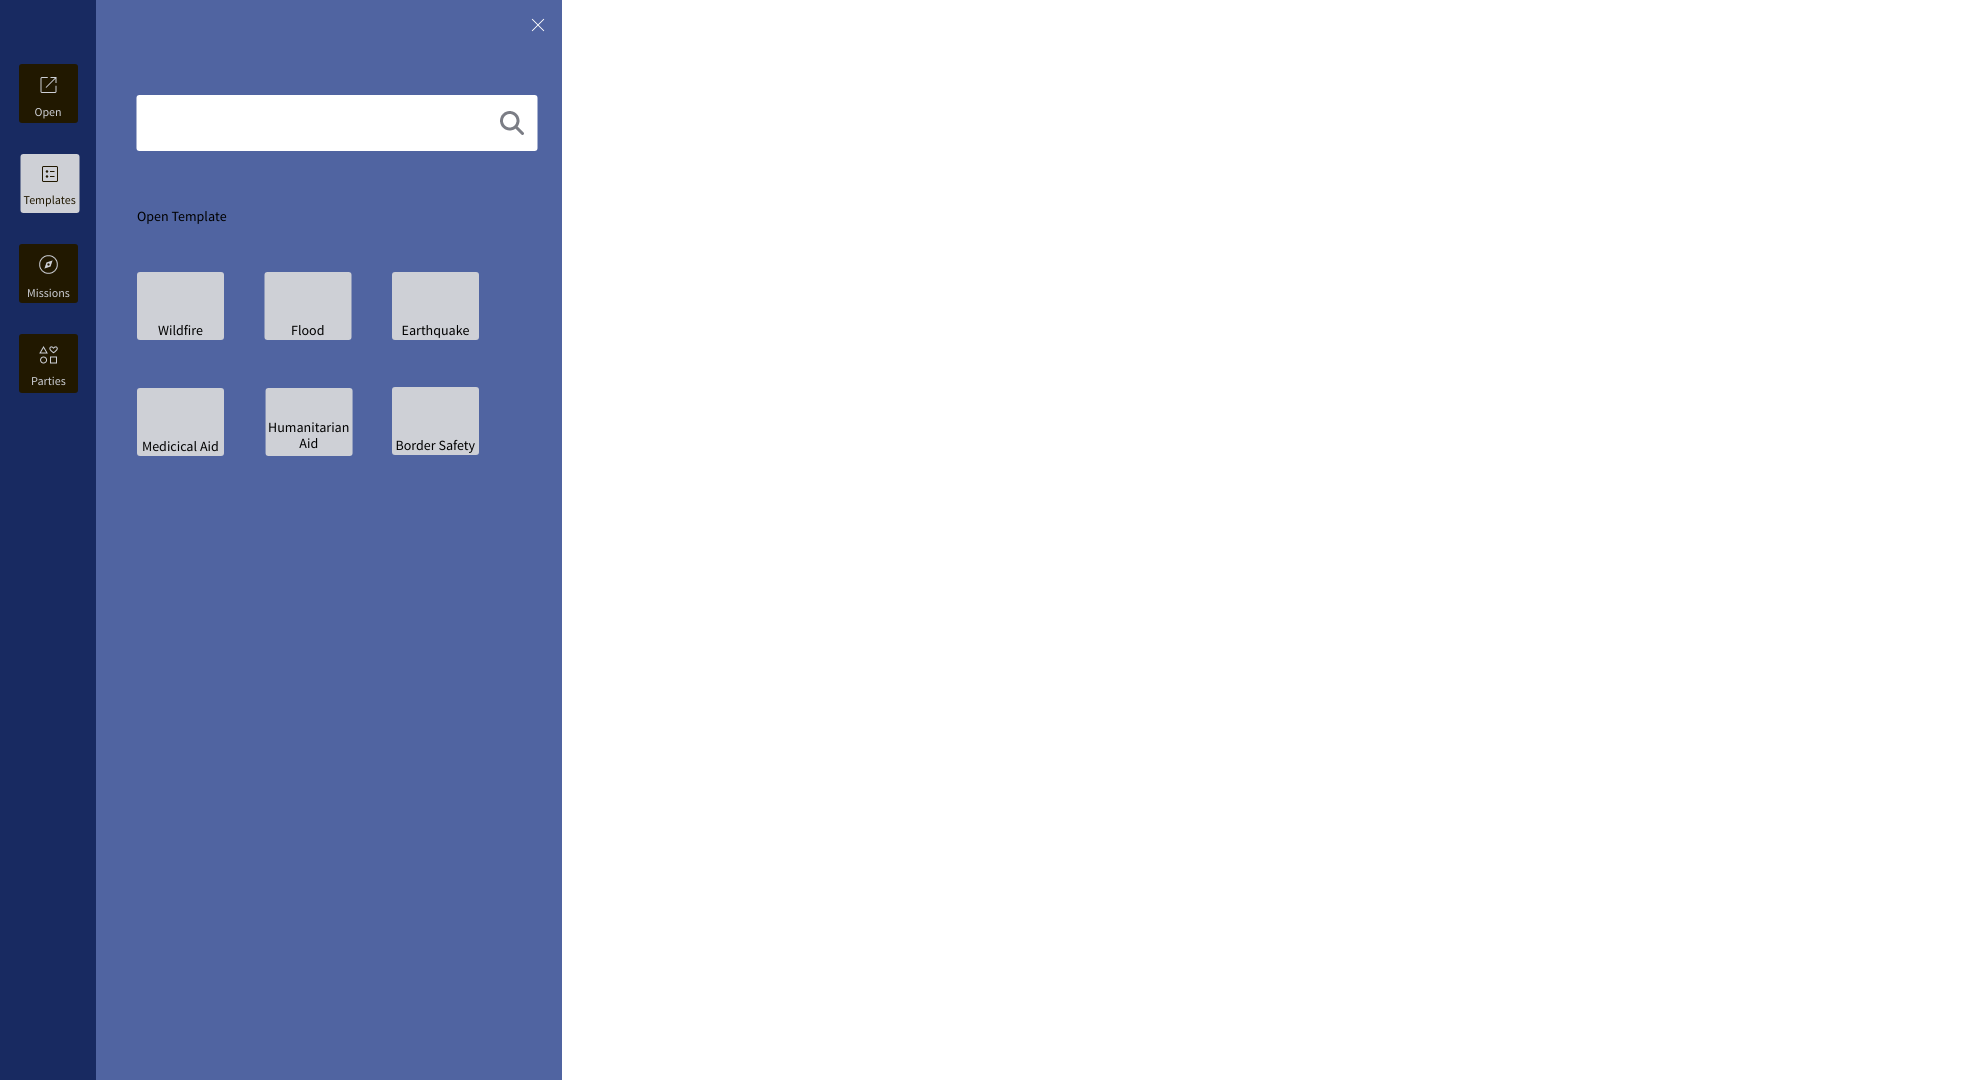 Open
Templates
Missions
Parties
Open Template
Wildfire
Flood
Earthquake
Medicical Aid
Humanitarian
Aid
Border Safety